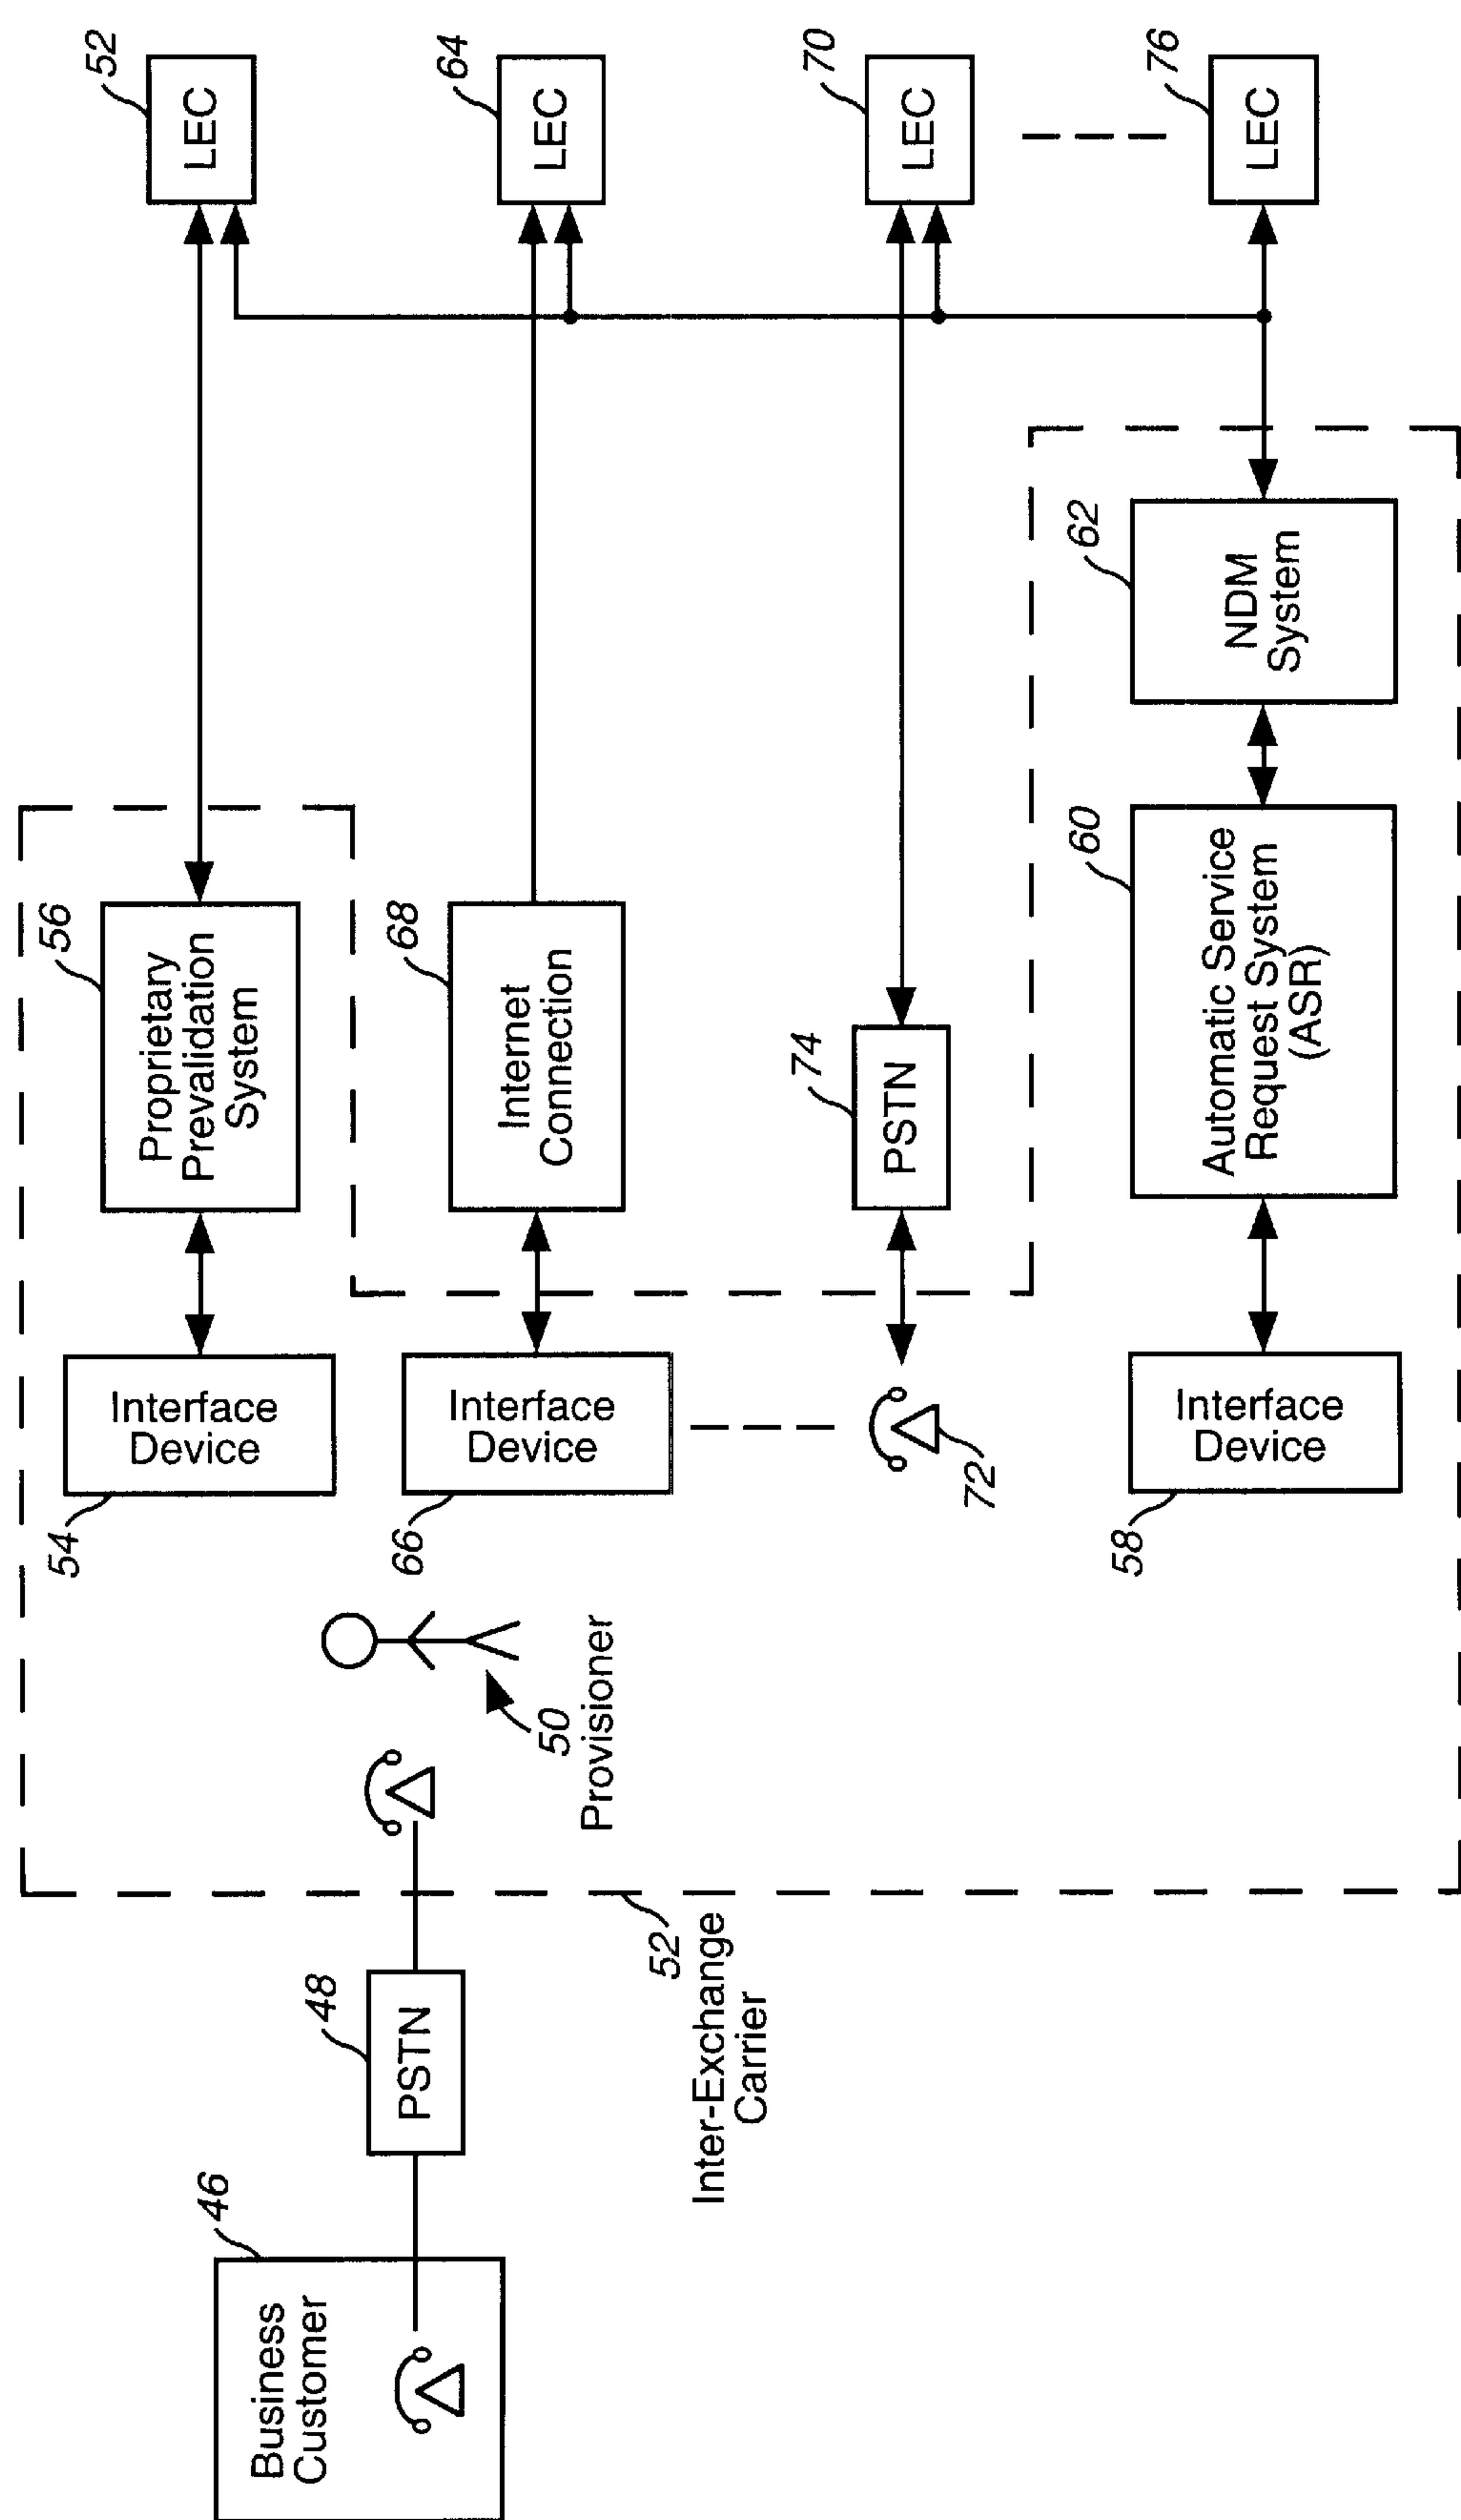 46
Business
Customer
48
PSTN
52
Inter-Exchange
Carrier
50
Provisioner
54
Interface
Device
56
Proprietary
Prevalidation
System
52
LEC
66
Interface
Device
68
Internet
Connection
64
LEC
72
74
PSTN
70
LEC
58
Interface
Device
60
Automatic Service
Request System
(ASR)
62
NDM
System
76
LEC